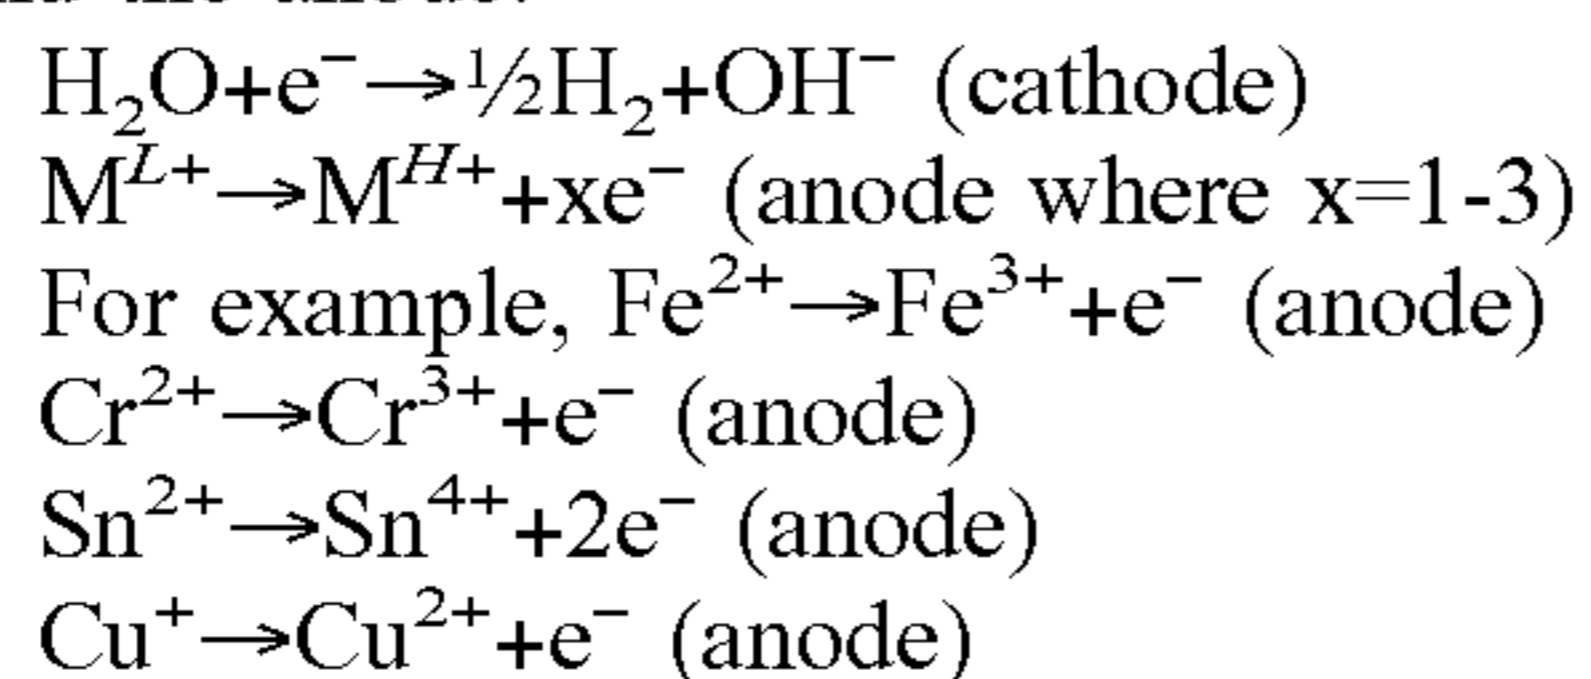 H₂O+e⁻→½H₂+OH⁻ (cathode)
Mᴸ⁺→Mᴴ⁺+xe⁻ (anode where x=1-3)
For example, Fe²⁺→Fe³⁺+e⁻ (anode)
Cr²⁺→Cr³⁺+e⁻ (anode)
Sn²⁺→Sn⁴⁺+2e⁻ (anode)
Cu⁺→Cu²⁺+e⁻ (anode)